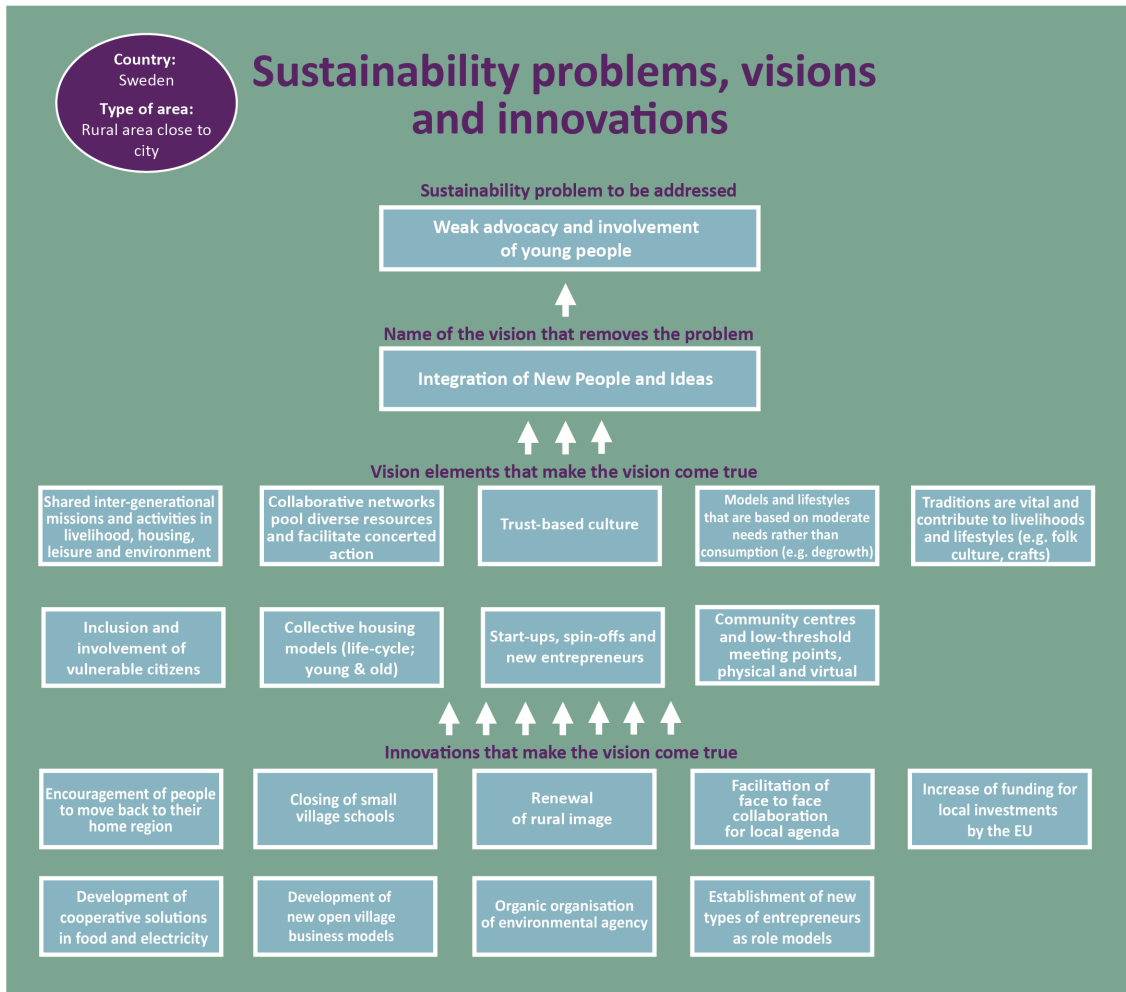 Country:
Sweden
Type of area:
Rural area close to
city
Sustainability problems, visions
and innovations
Sustainability problem to be addressed
Weak advocacy and involvement
of young people
Name of the vision that removes the problem
Integration of New People and Ideas
Vision elements that make the vision come true
Shared inter-generational
missions and activities in
livelihood, housing,
leisure and environment
Collaborative networks
pool diverse resources
and facilitate concerted
action
Trust-based culture
Models and lifestyles
that are based on moderate
needs rather than
consumption (e.g. degrowth)
Traditions are vital and
contribute to livelihoods
and lifestyles (e.g. folk
culture, crafts)
Inclusion and
involvement of
vulnerable citizens
Collective housing
models (life-cycle;
young & old)
Start-ups, spin-offs and
new entrepreneurs
Community centres
and low-threshold
meeting points,
physical and virtual
Innovations that make the vision come true
Encouragement of people
to move back to their
home region
Closing of small
village schools
Renewal
of rural image
Facilitation of
face to face
collaboration
for local agenda
Increase of funding for
local investments
by the EU
Development of
cooperative solutions
in food and electricity
Development of
new open village
business models
Organic organisation
of environmental agency
Establishment of new
types of entrepreneurs
as role models